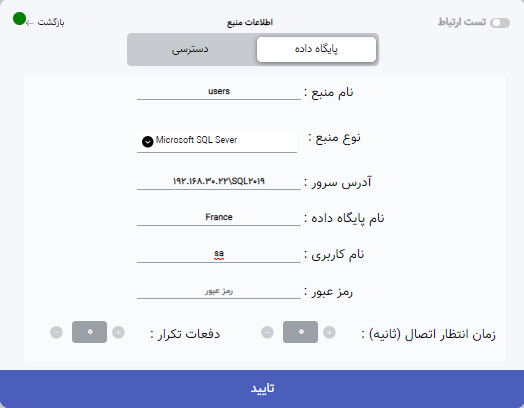 تست ارتباط
اطلاعات منبع
بازگشت
پایگاه داده
دسترسی
نام منبع : users
نوع منبع : Microsoft SQL Sever
آدرس سرور : ۱۹۲.۱۶۸.۳۰.۲۲\SQL۲۰۱۹
نام پایگاه داده : France
نام کاربری : sa
رمز عبور : رمز عبور
زمان انتظار اتصال (ثانیه) : ۰ دفعات تکرار : ۰
تایید